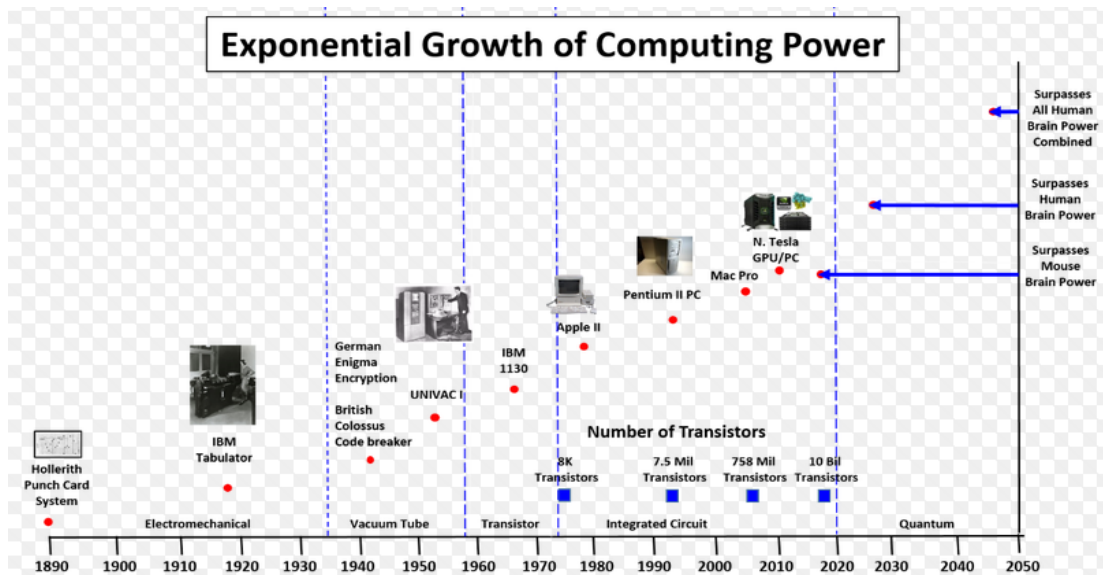 Exponential Growth of Computing Power
Surpasses
All Human
Brain Power
Combined
Surpasses
Human
Brain Power
Surpasses
Mouse
Brain Power
N. Tesla
GPU/PC
Mac Pro
Pentium II PC
Apple II
German
Enigma
Encryption
IBM
1130
UNIVAC I
British
Colossus
Code breaker
IBM
Tabulator
Hollerith
Punch Card
System
Number of Transistors
8K
Transistors
7.5 Mil
Transistors
758 Mil
Transistors
10 Bil
Transistors
Electromechanical
Vacuum Tube
Transistor
Integrated Circuit
Quantum
1890 1900 1910 1920 1930 1940 1950 1960 1970 1980 1990 2000 2010 2020 2030 2040 2050